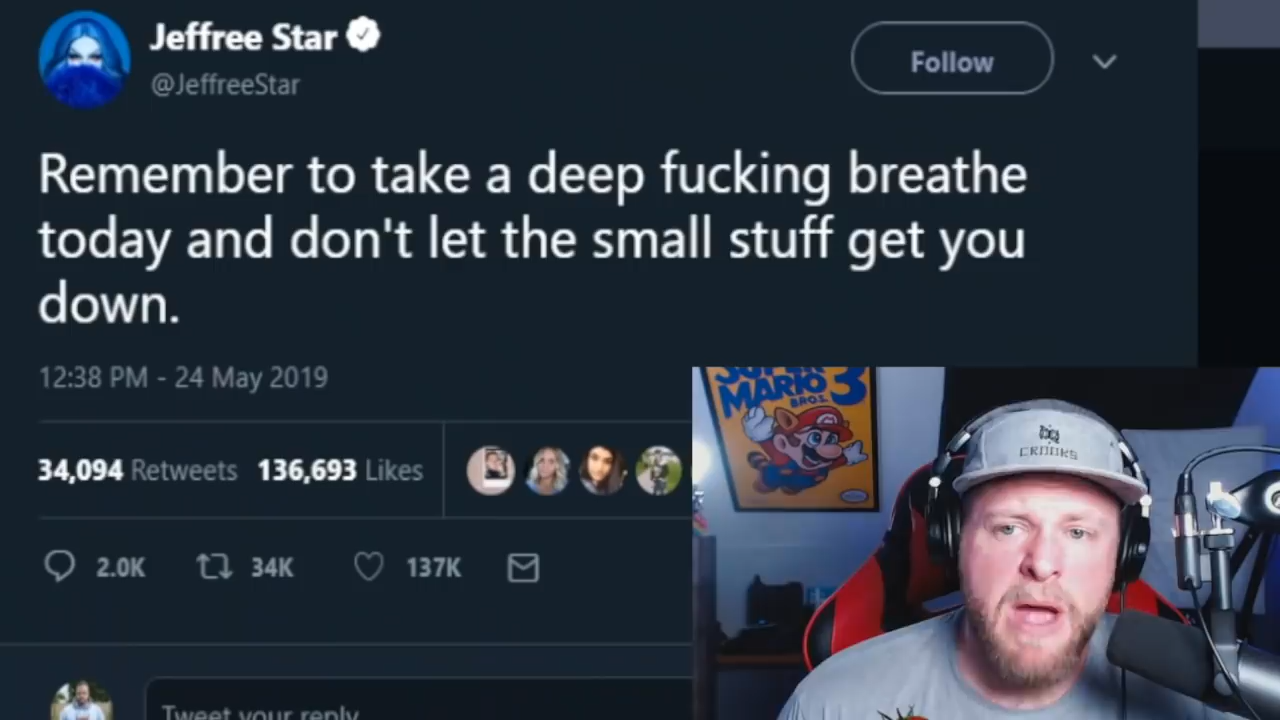 Jeffree Star
@JeffreeStar
Follow
Remember to take a deep fucking breathe
today and don't let the small stuff get you
down.
12:38 PM - 24 May 2019
34,094 Retweets 136,693 Likes
2.0K 34K 137K
Tweet your reply
SUPER
MARIO 3
BROS.
CROOKS